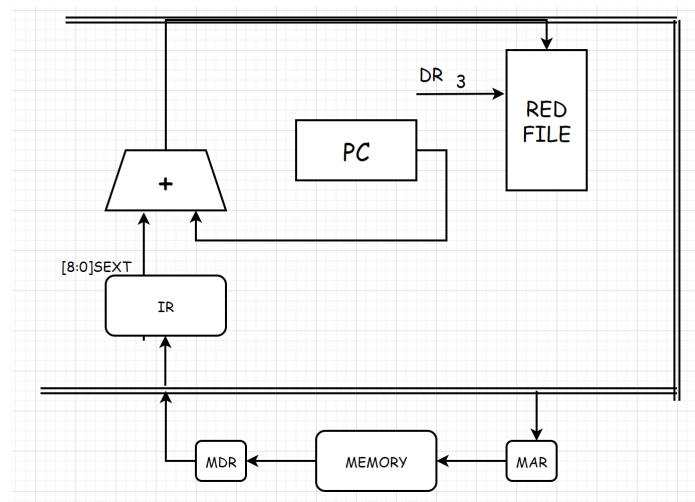 DR 3
RED
FILE
PC
+
[8:0]SEXT
IR
MDR
MEMORY
MAR